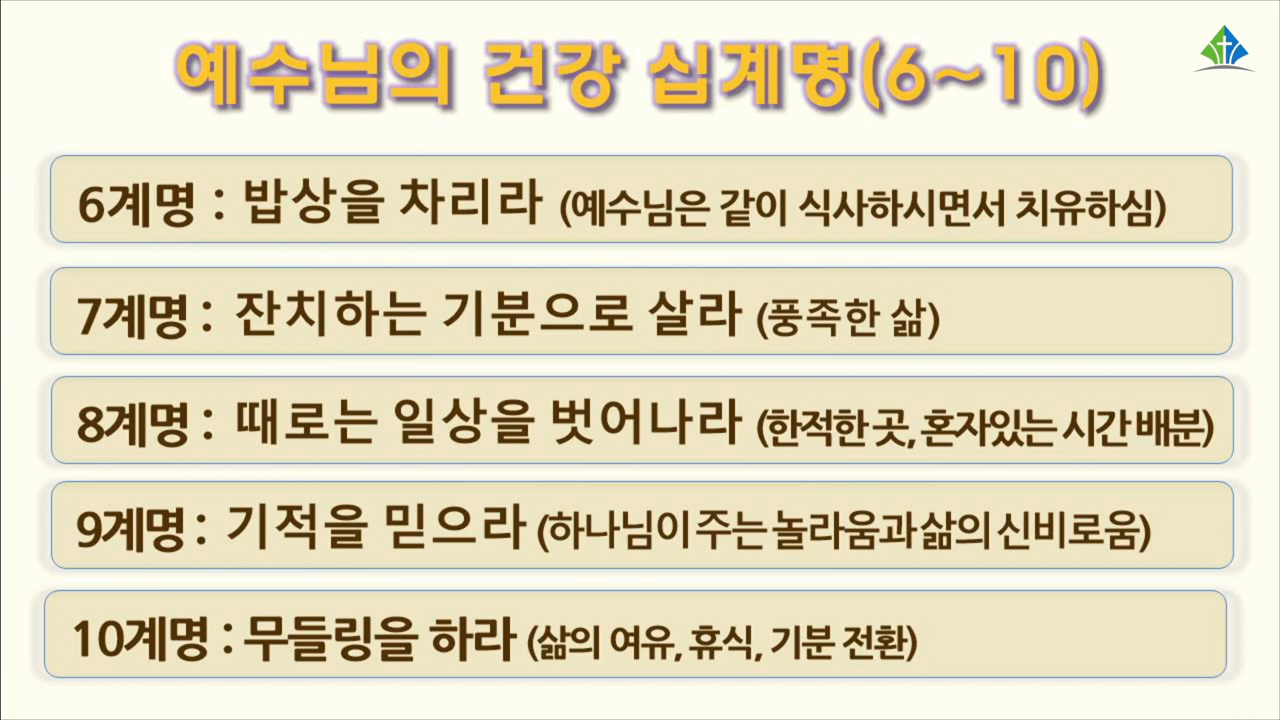 예수님의 건강 십계명(6~10)
6계명 : 밥상을 차리라 (예수님은 같이 식사하시면서 치유하심)
7계명 : 잔치하는 기분으로 살라 (풍족한 삶)
8계명 : 때로는 일상을 벗어나라 (한적한 곳, 혼자있는 시간 배분)
9계명 : 기적을 믿으라 (하나님이 주는 놀라움과 삶의 신비로움)
10계명 : 무들링을 하라 (삶의 여유, 휴식, 기분 전환)